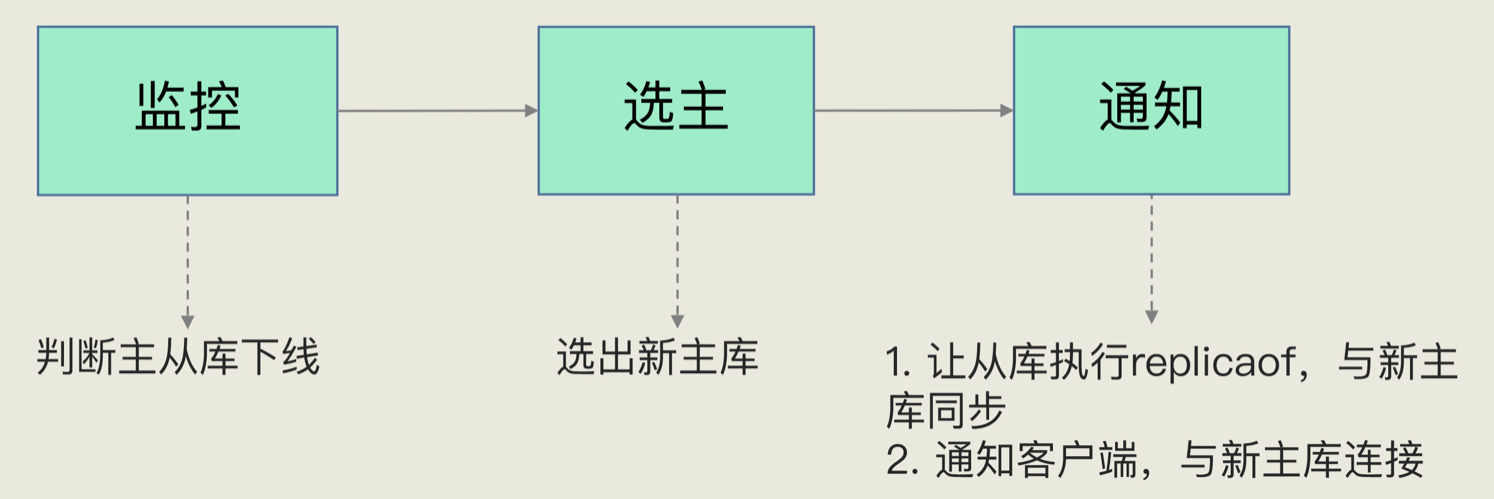 监控
选主
通知
判断主从库下线
选出新主库
1. 让从库执行replicaof，与新主
库同步
2. 通知客户端，与新主库连接